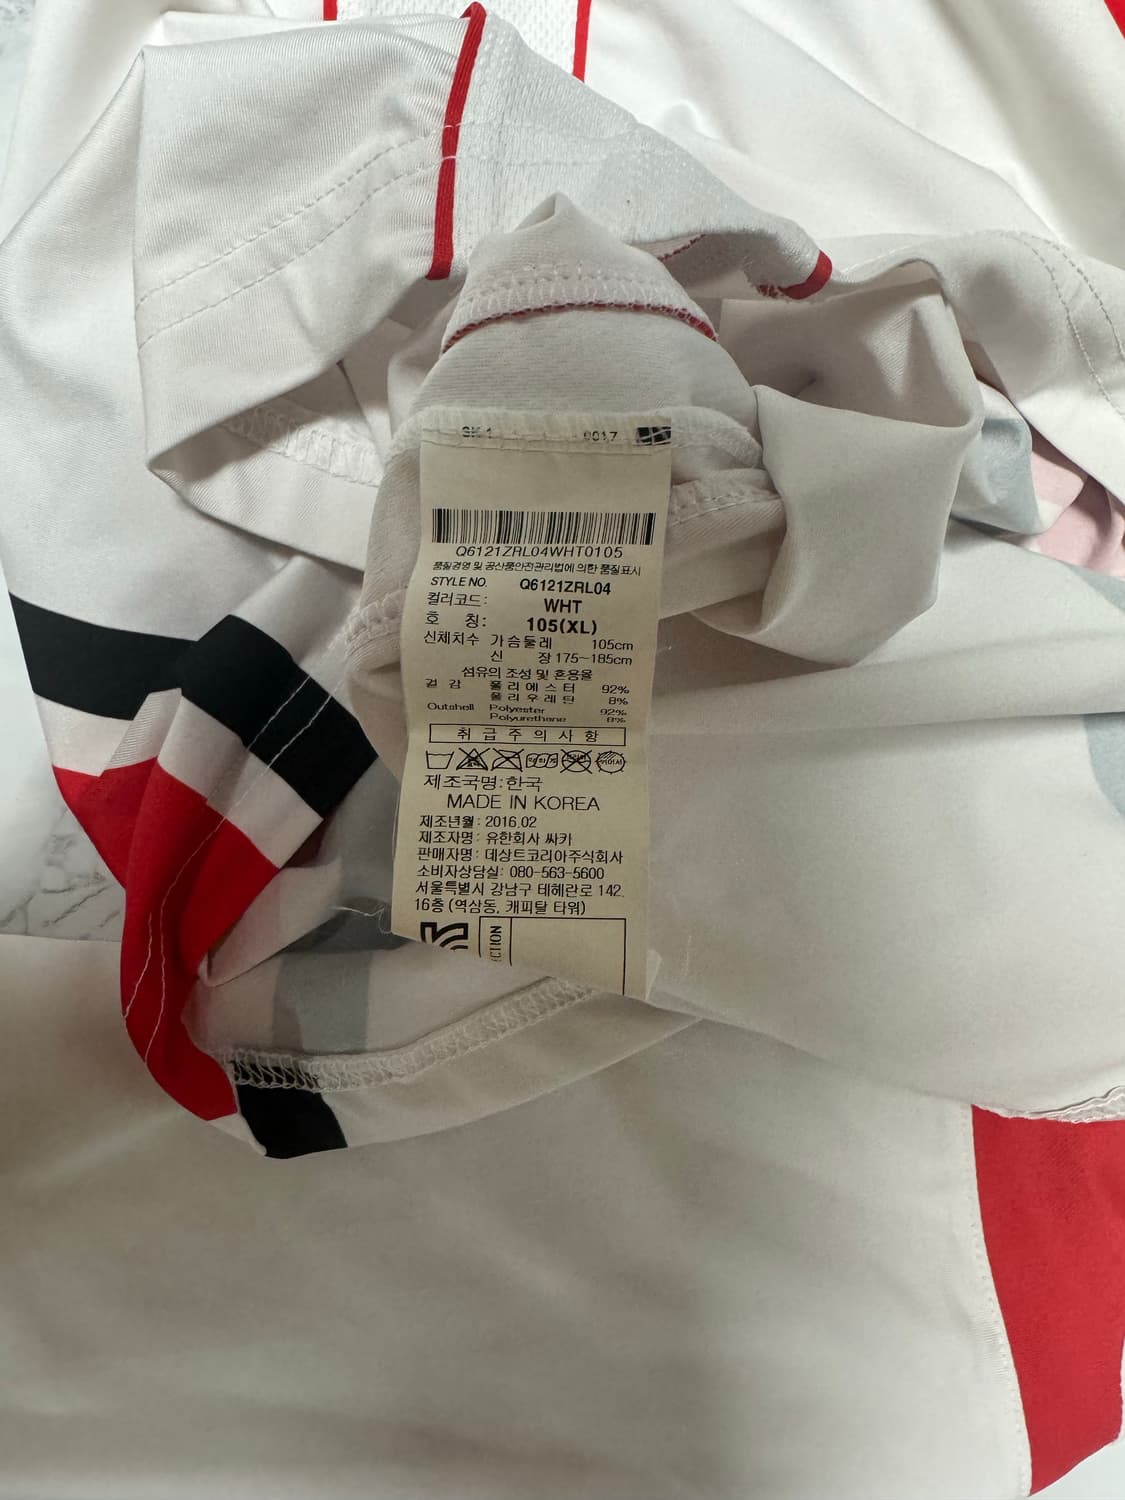 0017
Q6121ZRL04WHT0105
품질경영 및 공산품안전관리법에 의한 품질표시
STYLE NO. Q6121ZRL04
컬러코드: WHT
호 칭: 105(XL)
신체치수 가슴둘레 105cm
신 장 175~185cm
섬유의 조성 및 혼용율
겉 감 폴리에스터 92%
폴리우레탄 8%
Outshell Polyester 92%
Polyurethane 8%
취급주의사항
제조국명:한국
MADE IN KOREA
제조년월: 2016.02
제조자명: 유한회사 싸카
판매자명: 데상트코리아주식회사
소비자상담실: 080-563-5600
서울특별시 강남구 테헤란로 142.
16층 (역삼동, 캐피탈 타워)